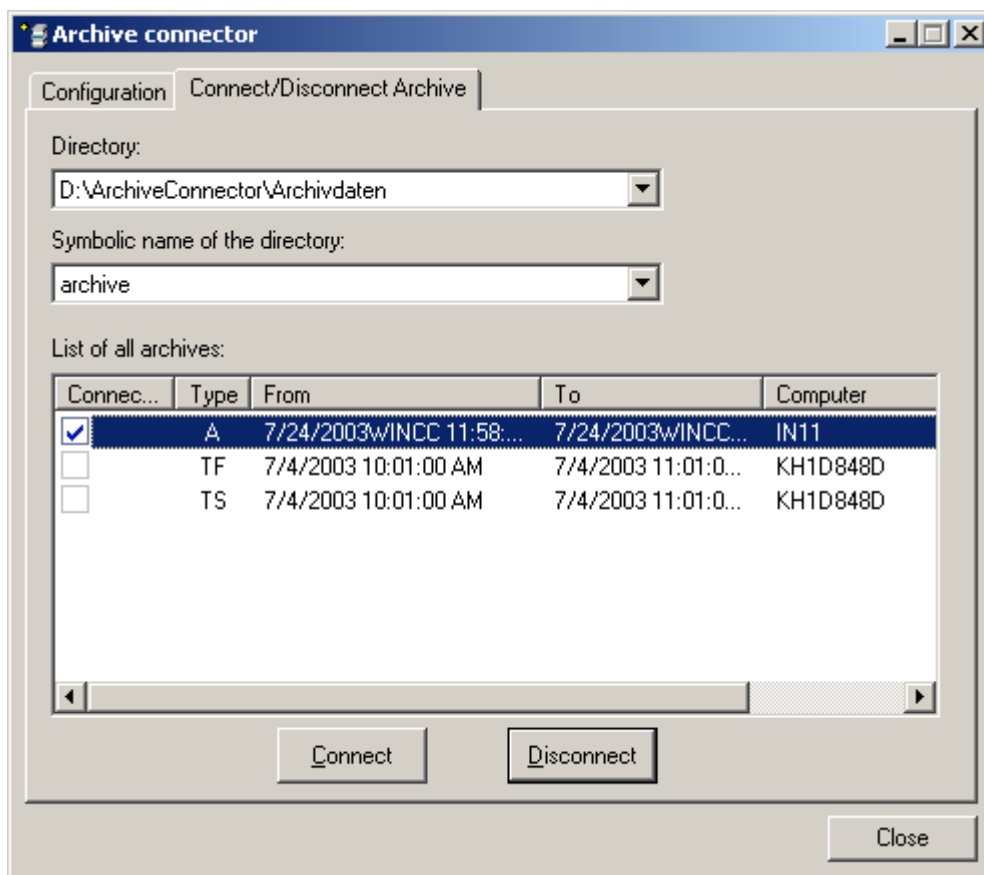 Archive connector
Configuration Connect/Disconnect Archive
Directory:
D:\ArchiveConnector\Archivdaten
Symbolic name of the directory:
archive
List of all archives:
Connec... Type From To Computer
A 7/24/2003WINCC 11:58:... 7/24/2003WINCC... IN11
TF 7/4/2003 10:01:00 AM 7/4/2003 11:01:0... KH1D848D
TS 7/4/2003 10:01:00 AM 7/4/2003 11:01:0... KH1D848D
Connect Disconnect
Close